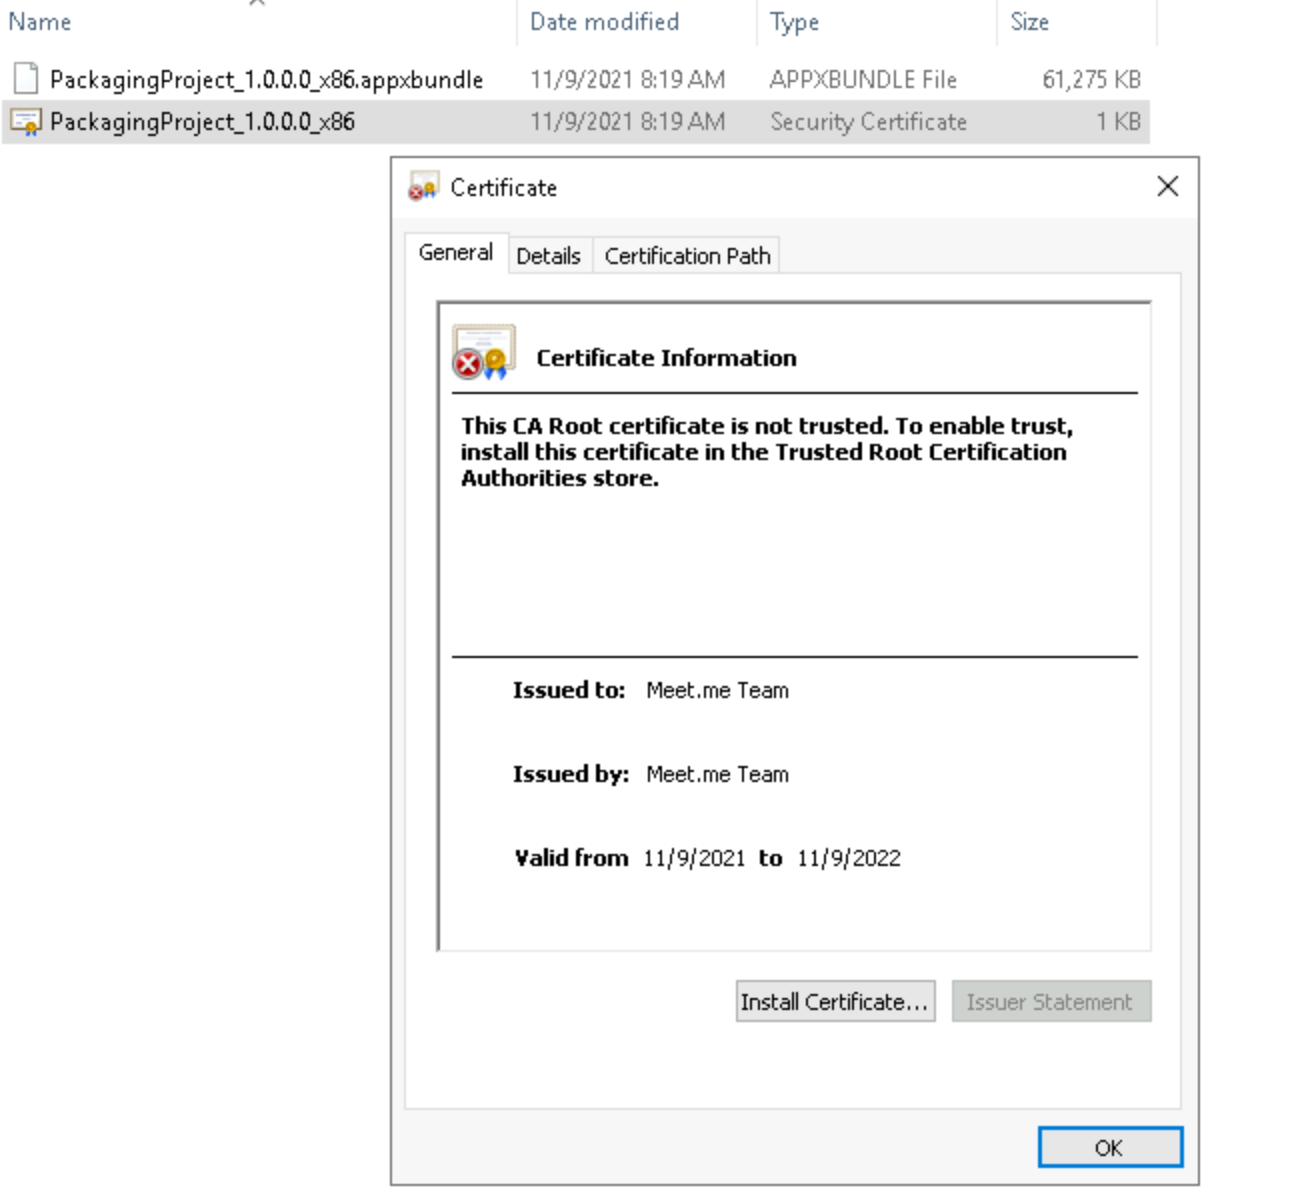 Name Date modified Type Size
PackagingProject_1.0.0.0_x86.appxbundle 11/9/2021 8:19 AM APPXBUNDLE File 61,275 KB
PackagingProject_1.0.0.0_x86 11/9/2021 8:19 AM Security Certificate 1 KB
Certificate
General Details Certification Path
Certificate Information
This CA Root certificate is not trusted. To enable trust,
install this certificate in the Trusted Root Certification
Authorities store.
Issued to: Meet.me Team
Issued by: Meet.me Team
Valid from 11/9/2021 to 11/9/2022
Install Certificate... Issuer Statement
OK